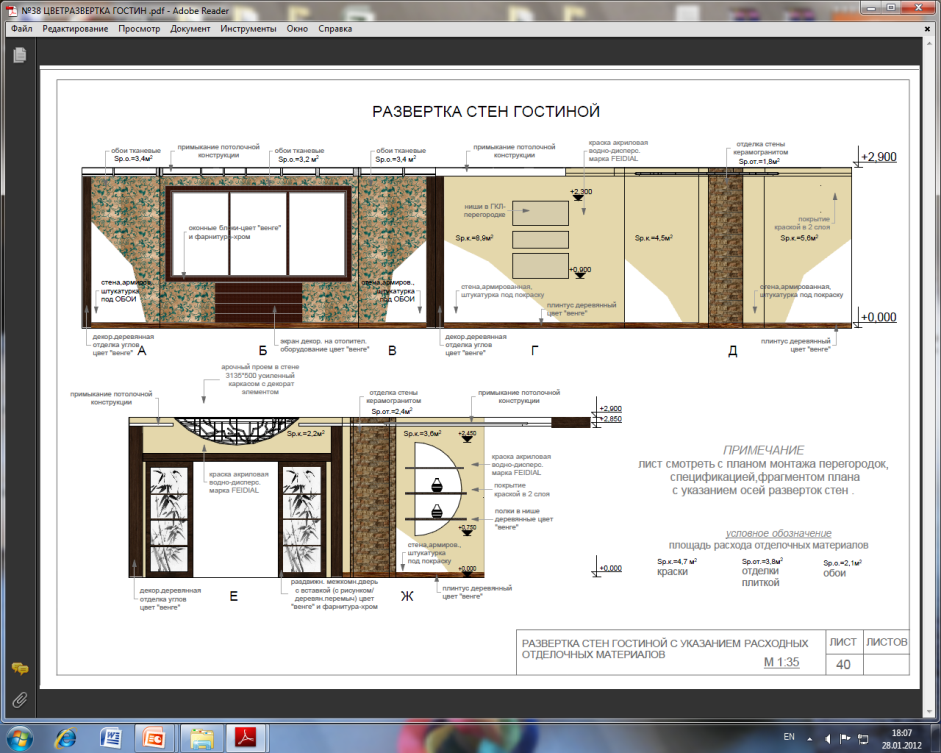 №38 ЦВЕТРАЗВЕРТКА ГОСТИН .pdf - Adobe Reader
Файл Редактирование Просмотр Документ Инструменты Окно Справка
РАЗВЕРТКА СТЕН ГОСТИНОЙ
обои тканевые
Sр.о.=3,4м²
примыкание потолочной
конструкции
обои тканевые
Sр.о.=3,2 м²
обои тканевые
Sр.о.=3,4 м²
примыкание потолочной
конструкции
краска акриловая
водно-дисперс.
марка FEIDIAL
отделка стены
керамогранитом
Sр.от.=1,8м²
+2,900
+2,300
ниши в ГКЛ-
перегородке
оконные блоки-цвет "венге"
и фарнитура-хром
Sр.к.=8,9м²
Sр.к.=4,5м²
покрытие
краской в 2 слоя
Sр.к.=5,6м²
+0,900
стена,армиров.
штукатурка
под ОБОИ
стена,армиров.,
штукатурка
под ОБОИ
стена,армированная,
штукатурка под покраску
плинтус деревянный
цвет "венге"
стена,армированная,
штукатурка под покраску
+0,000
декор.деревянная
отделка углов
цвет "венге"
А
Б
экран декор. на отопител.
оборудование цвет "венге"
В
декор.деревянная
отделка углов
цвет "венге"
Г
Д
плинтус деревянный
цвет "венге"
арочный проем в стене
3135*500 усиленный
каркасом с декорат
элементом
примыкание потолочной
конструкции
отделка стены
керамогранитом
Sр.от.=2,4м²
примыкание потолочной
конструкции
+2,900
+2,850
Sр.к.=2,2м²
Sр.к.=3,6м²
+2,450
краска акриловая
водно-дисперс.
марка FEIDIAL
краска акриловая
водно-дисперс.
марка FEIDIAL
покрытие
краской в 2 слоя
полки в нише
деревянные цвет
"венге"
+0,750
стена,армиров.,
штукатурка
под покраску
+0,000
+0,000
декор.деревянная
отделка углов
цвет "венге"
Е
раздвижн. межкомн.дверь
с вставкой (с рисунком/
деревян.перемыч) цвет
"венге" и фарнитура-хром
Ж
плинтус деревянный
цвет "венге"
ПРИМЕЧАНИЕ
лист смотреть с планом монтажа перегородок,
спецификацией,фрагментом плана
с указанием осей разверток стен .
условное обозначение
площадь расхода отделочных материалов
Sр.к.=4,7 м²
краски
Sр.от.=3,8м²
отделки
плиткой
Sр.о.=2,1м²
обои
РАЗВЕРТКА СТЕН ГОСТИНОЙ С УКАЗАНИЕМ РАСХОДНЫХ
ОТДЕЛОЧНЫХ МАТЕРИАЛОВ
М 1:35
ЛИСТ
ЛИСТОВ
40
EN
18:07
28.01.2012